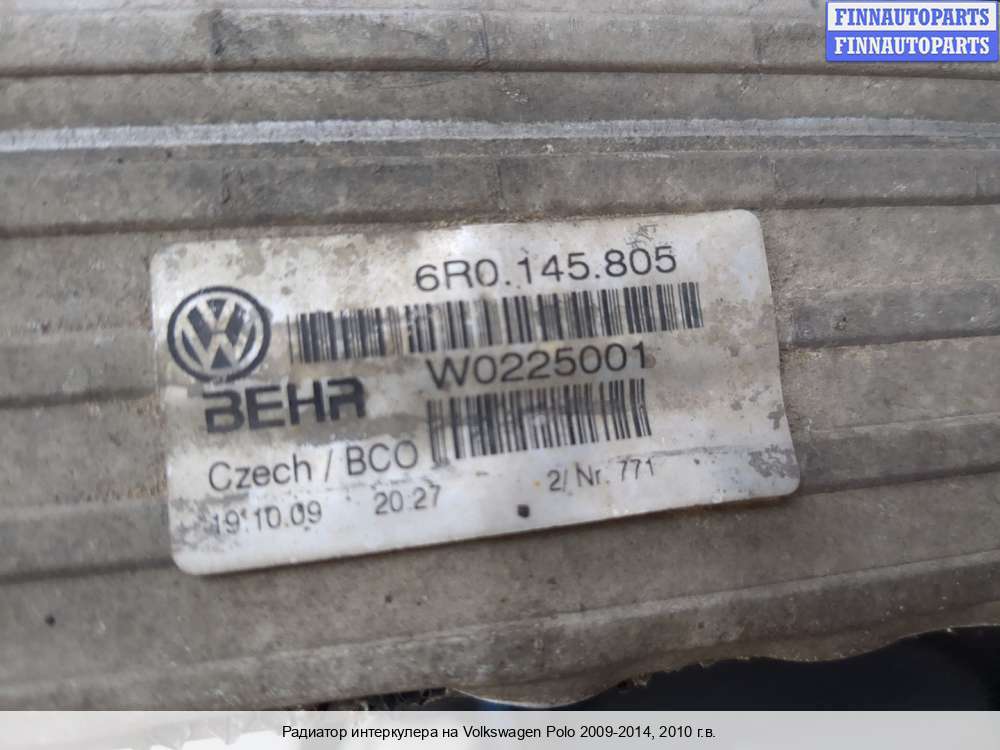 FINNAUTOPARTS
FINNAUTOPARTS
6R0.145.805
W0225001
BEHR
Czech / BCO
19.10.09 20:27 2/ Nr. 771
Радиатор интеркулера на Volkswagen Polo 2009-2014, 2010 г.в.